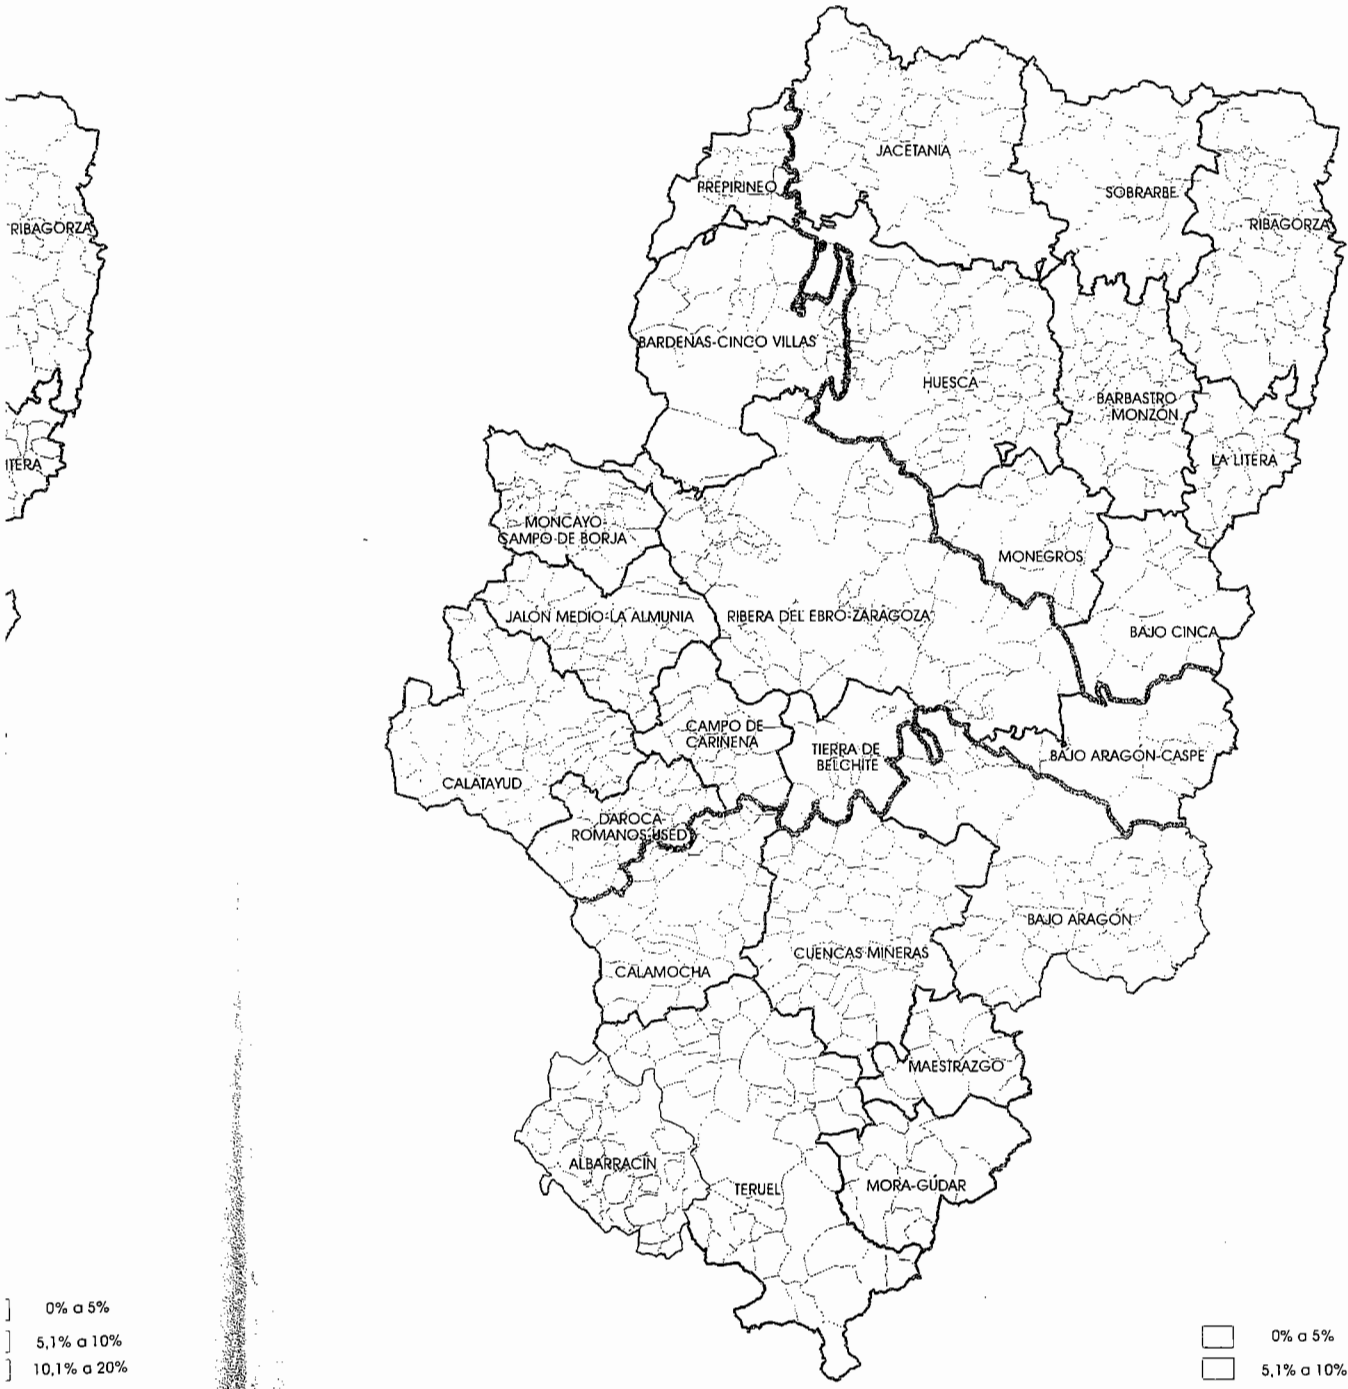 RIBAGORZA
ITERA
0% a 5%
5,1% a 10%
10,1% a 20%
JACETANIA
PREPIRINEO
SOBRARBE
RIBAGORZA
BARDENAS-CINCO VILLAS
HUESCA
BARBASTRO
MONZÓN
LA LITERA
MONCAYO-
CAMPO DE BORJA
MONEGROS
JALÓN MEDIO-LA ALMUNIA
RIBERA DEL EBRO-ZARAGOZA
BAJO CINCA
CAMPO DE
CARIÑENA
TIERRA DE
BELCHITE
BAJO ARAGÓN-CASPE
CALATAYUD
DAROCA-
ROMANOS-USED
BAJO ARAGÓN
CUENCAS MINERAS
CALAMOCHA
MAESTRAZGO
ALBARRACÍN
TERUEL
MORA-GÚDAR
0% a 5%
5,1% a 10%